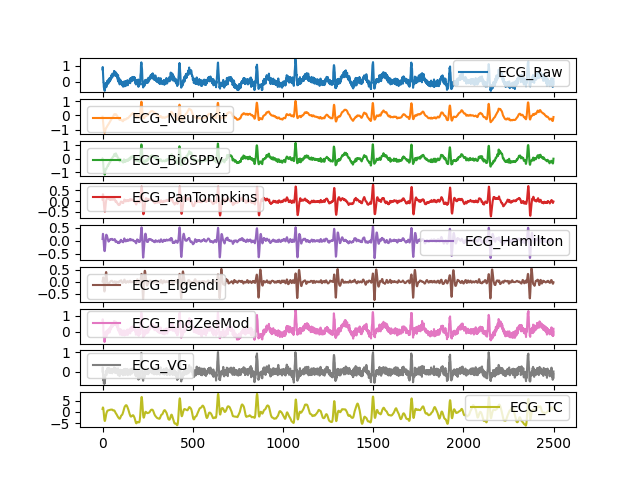 1
0
ECG_Raw
1
0
−1
ECG_NeuroKit
1
0
−1
ECG_BioSPPy
0.5
0.0
−0.5
ECG_PanTompkins
0.5
0.0
−0.5
ECG_Hamilton
0.5
0.0
−0.5
ECG_Elgendi
1
0
ECG_EngZeeMod
1
0
ECG_VG
5
0
−5
ECG_TC
0 500 1000 1500 2000 2500